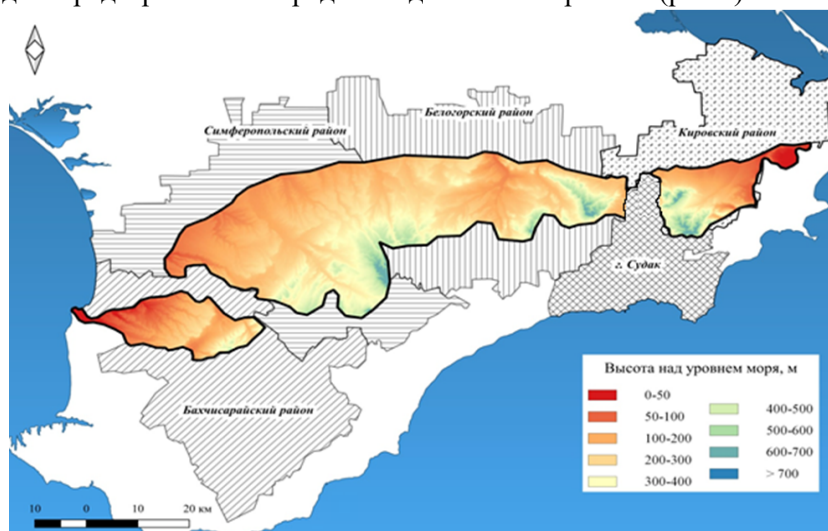 Симферопольский район
Белогорский район
Кировский район
г. Судак
Бахчисарайский район
Высота над уровнем моря, м
0-50
50-100
100-200
200-300
300-400
400-500
500-600
600-700
> 700
10 0 10 20 км